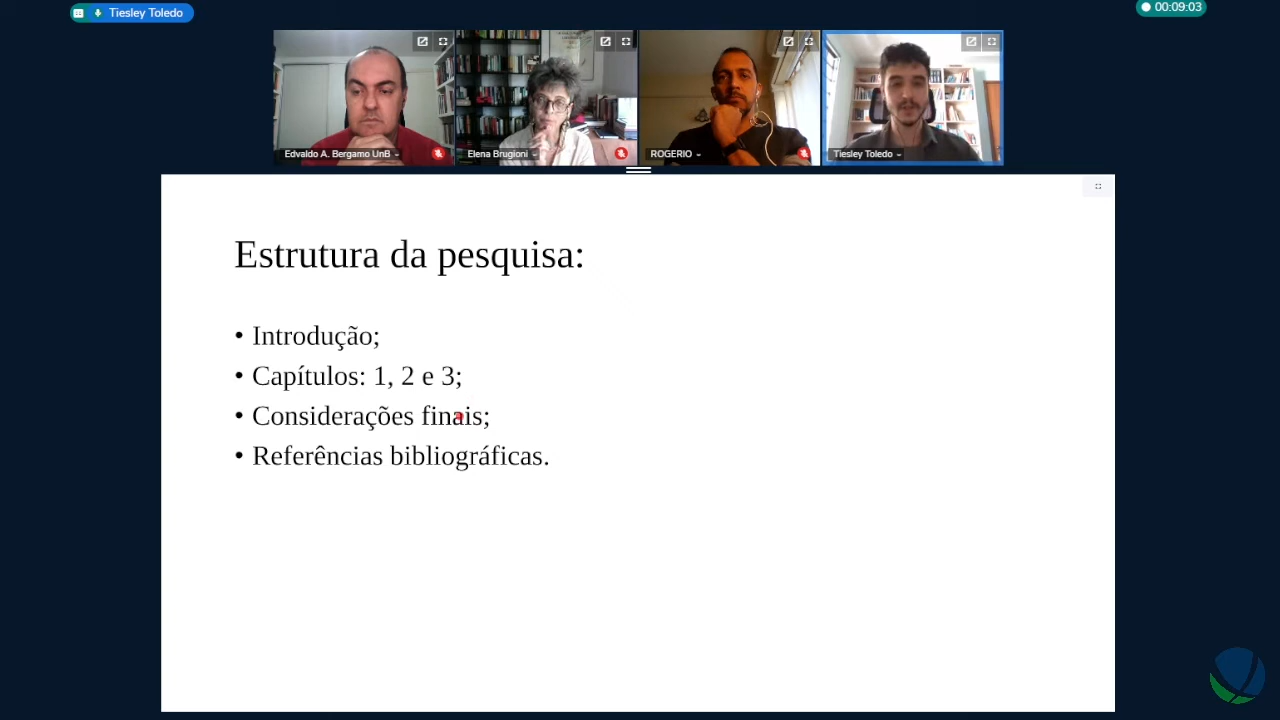 Tiesley Toledo
00:09:03
Edvaldo A. Bergamo UnB
Elena Brugioni
ROGERIO
Tiesley Toledo
Estrutura da pesquisa:
• Introdução;
• Capítulos: 1, 2 e 3;
• Considerações finais;
• Referências bibliográficas.